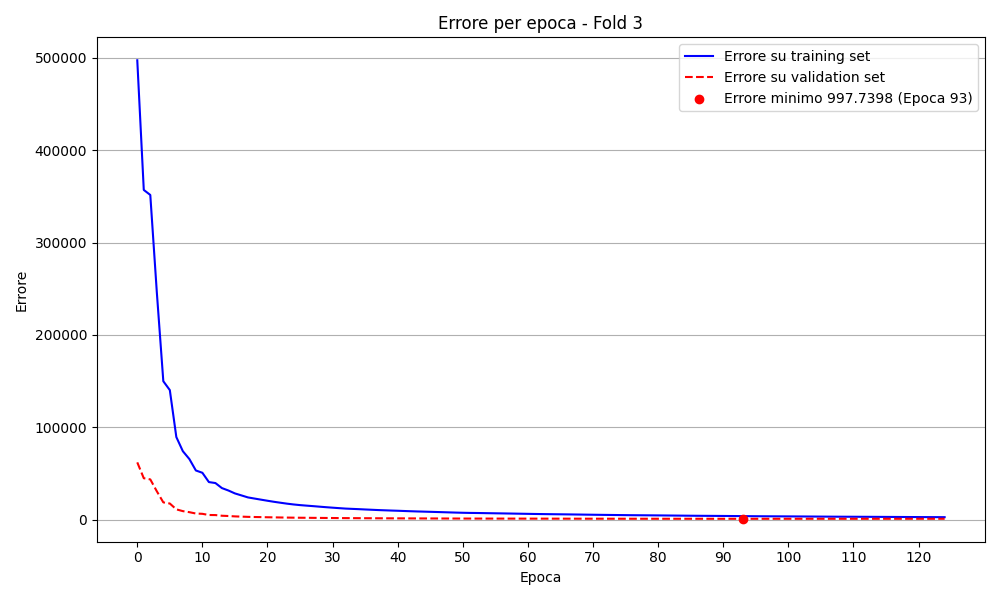 Errore per epoca - Fold 3
Errore su training set
Errore su validation set
Errore minimo 997.7398 (Epoca 93)
Errore
500000
400000
300000
200000
100000
0
0 10 20 30 40 50 60 70 80 90 100 110 120
Epoca